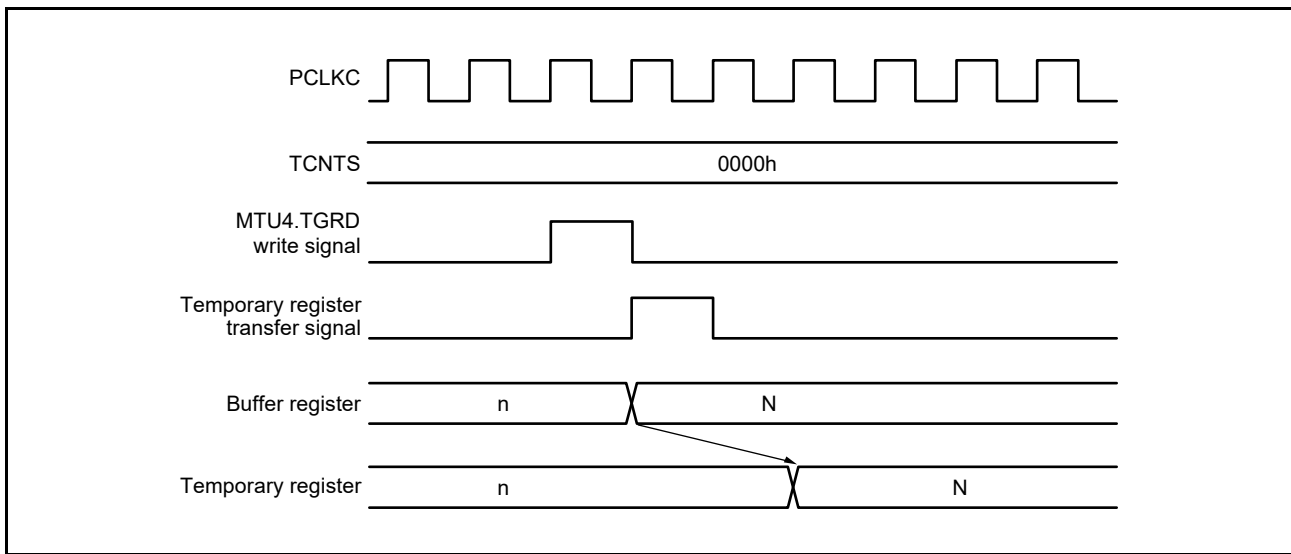 PCLKC
TCNTS
0000h
MTU4.TGRD
write signal
Temporary register
transfer signal
Buffer register
n
N
Temporary register
n
N